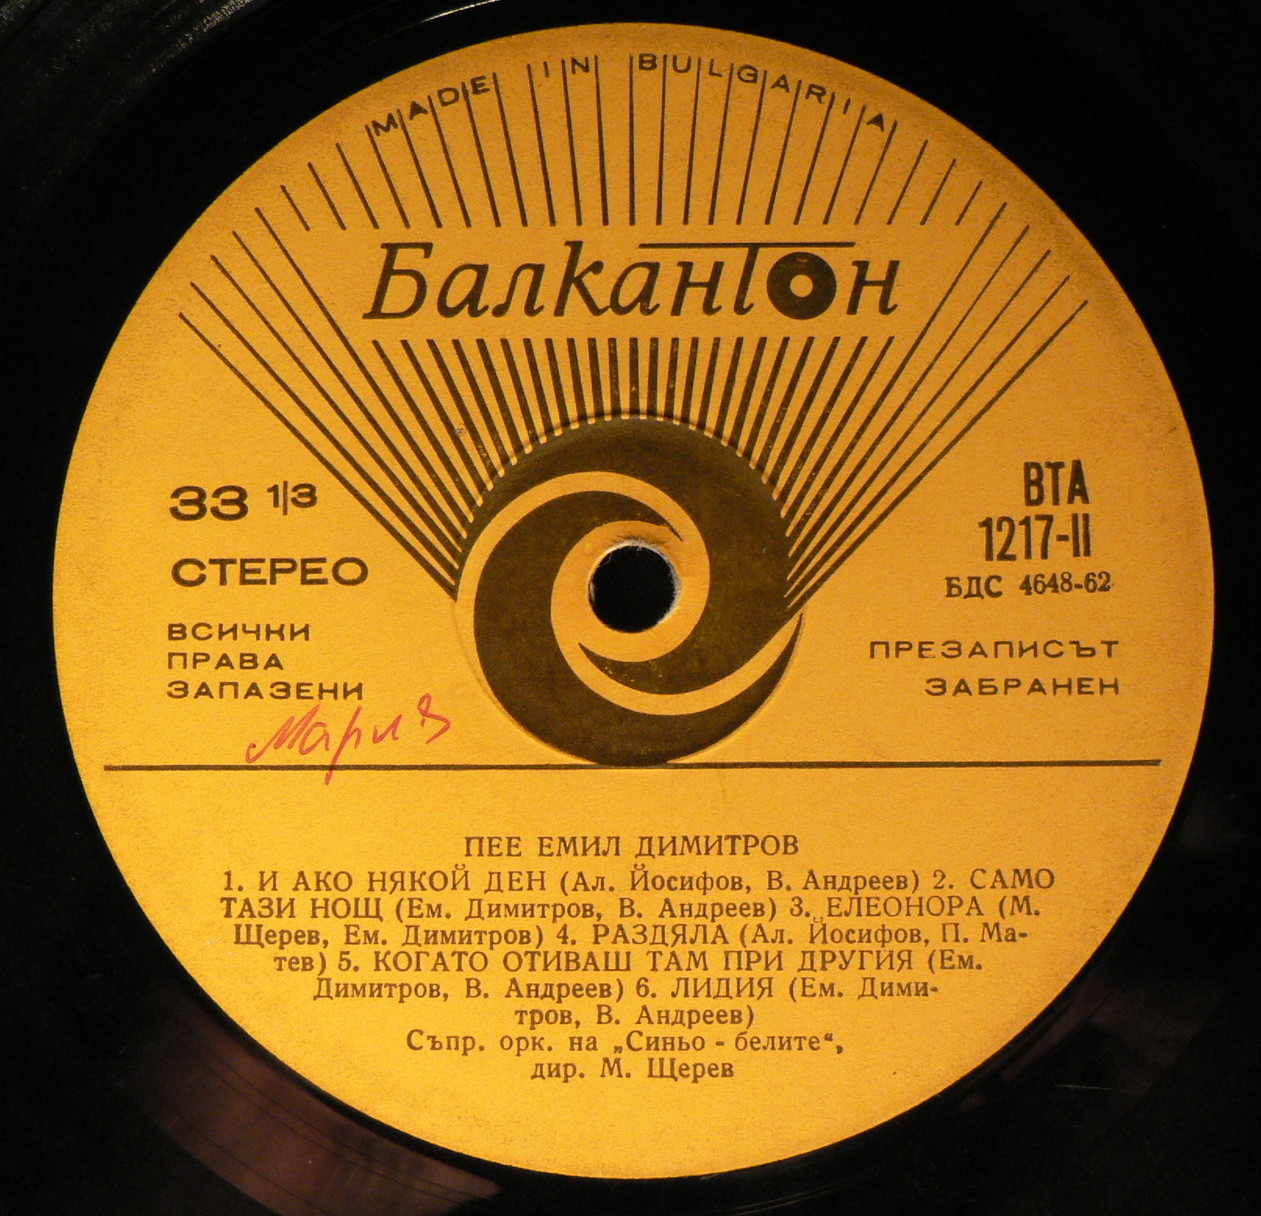 MADE IN BULGARIA
Балкантон
33 1/3
СТЕРЕО
ВСИЧКИ
ПРАВА
ЗАПАЗЕНИ
Мария
ВТА
1217-II
БДС 4648-62
ПРЕЗАПИСЪТ
ЗАБРАНЕН
ПЕЕ ЕМИЛ ДИМИТРОВ
1. И АКО НЯКОЙ ДЕН (Ал. Йосифов, В. Андреев) 2. САМО
ТАЗИ НОЩ (Ем. Димитров, В. Андреев) 3. ЕЛЕОНОРА (М.
Щерев, Ем. Димитров) 4. РАЗДЯЛА (Ал. Йосифов, П. Ма-
тев) 5. КОГАТО ОТИВАШ ТАМ ПРИ ДРУГИЯ (Ем.
Димитров, В. Андреев) 6. ЛИДИЯ (Ем. Дими-
тров, В. Андреев)
Съпр. орк. на „Синьо - белите“,
дир. М. Щерев